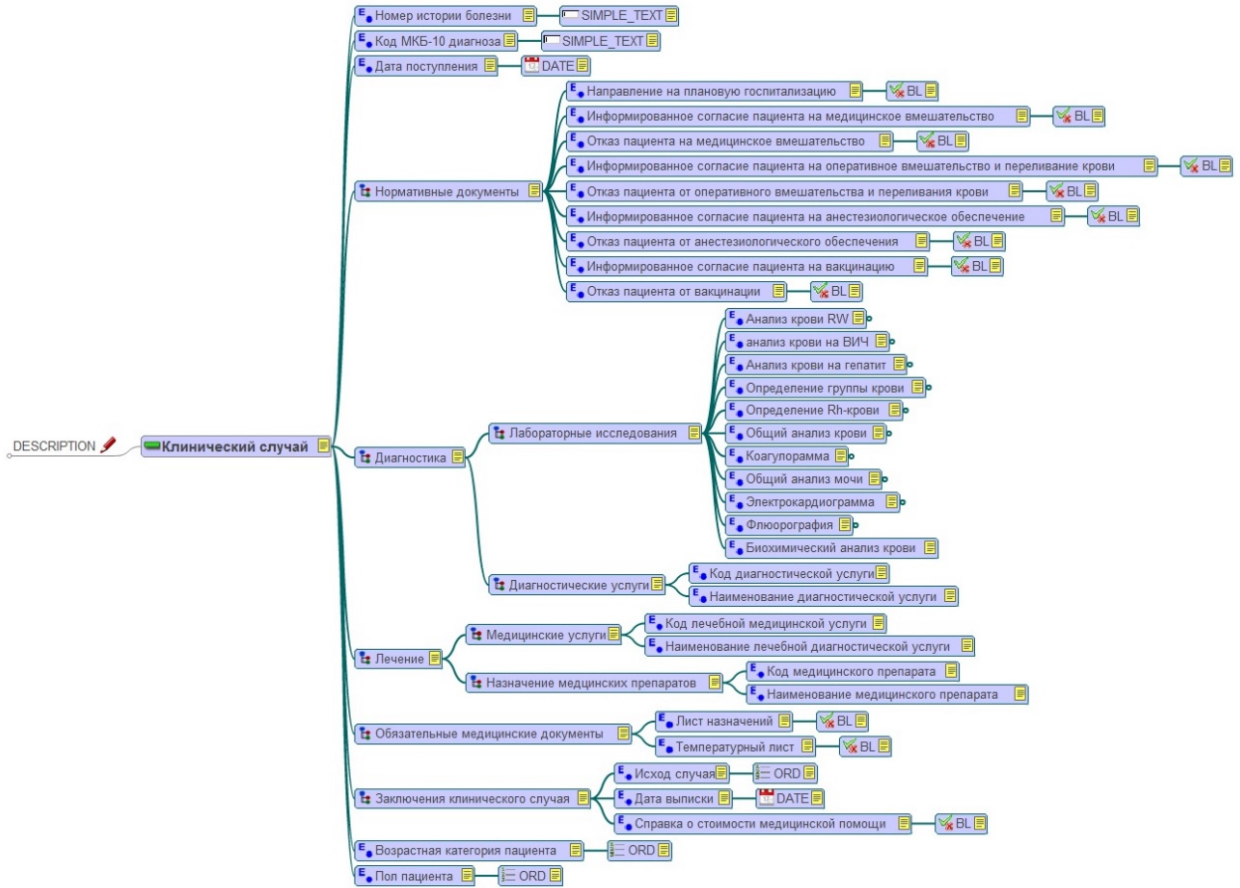 Номер истории болезни SIMPLE_TEXT
Код МКБ-10 диагноза SIMPLE_TEXT
Дата поступления DATE
Направление на плановую госпитализацию BL
Информированное согласие пациента на медицинское вмешательство BL
Отказ пациента на медицинское вмешательство BL
Информированное согласие пациента на оперативное вмешательство и переливание крови BL
Нормативные документы Отказ пациента от оперативного вмешательства и переливания крови BL
Информированное согласие пациента на анестезиологическое обеспечение BL
Отказ пациента от анестезиологического обеспечения BL
Информированное согласие пациента на вакцинацию BL
Отказ пациента от вакцинации BL
Анализ крови RW
анализ крови на ВИЧ
Анализ крови на гепатит
Определение группы крови
Определение Rh-крови
Лабораторные исследования Общий анализ крови
DESCRIPTION Клинический случай
Диагностика Коагулорамма
Общий анализ мочи
Электрокардиограмма
Флюорография
Биохимический анализ крови
Код диагностической услуги
Диагностические услуги
Наименование диагностической услуги
Код лечебной медицинской услуги
Медицинские услуги
Наименование лечебной диагностической услуги
Лечение
Код медицинского препарата
Назначение медцинских препаратов
Наименование медицинского препарата
Лист назначений BL
Обязательные медицинские документы
Температурный лист BL
Исход случая ORD
Заключения клинического случая Дата выписки DATE
Справка о стоимости медицинской помощи BL
Возрастная категория пациента ORD
Пол пациента ORD